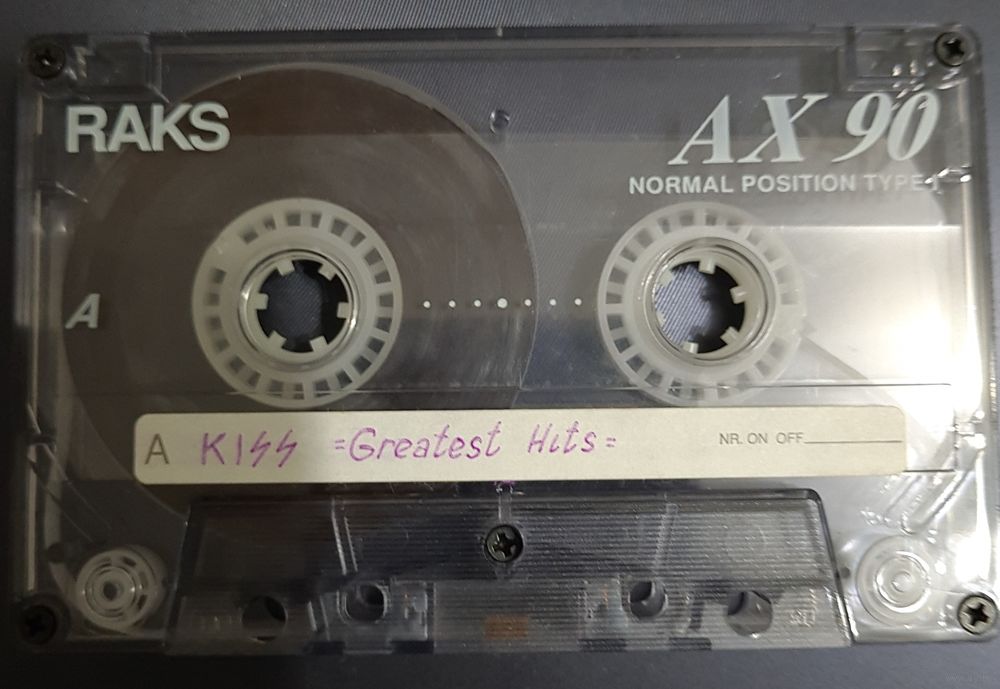 RAKS
AX 90
NORMAL POSITION TYPE I
A
A KISS =Greatest Hits= NR. ON OFF